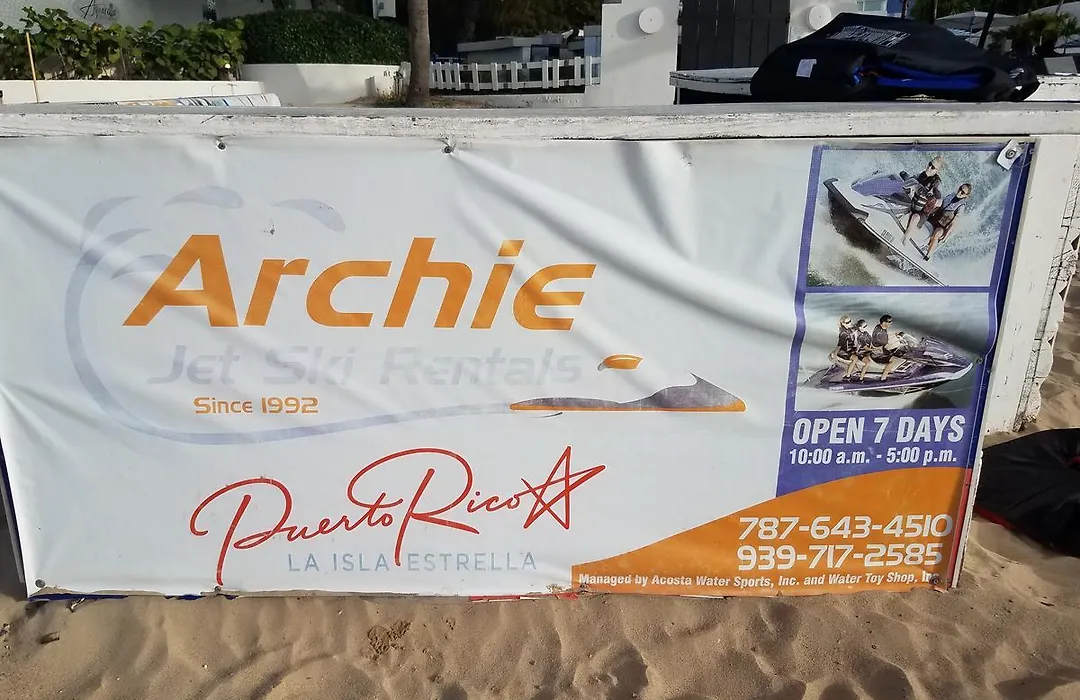 Archie
Jet Ski Rentals
Since 1992
Puerto Rico
LA ISLA ESTRELLA
OPEN 7 DAYS
10:00 a.m. - 5:00 p.m.
787-643-4510
939-717-2585
Managed by Acosta Water Sports, Inc. and Water Toy Shop, Inc